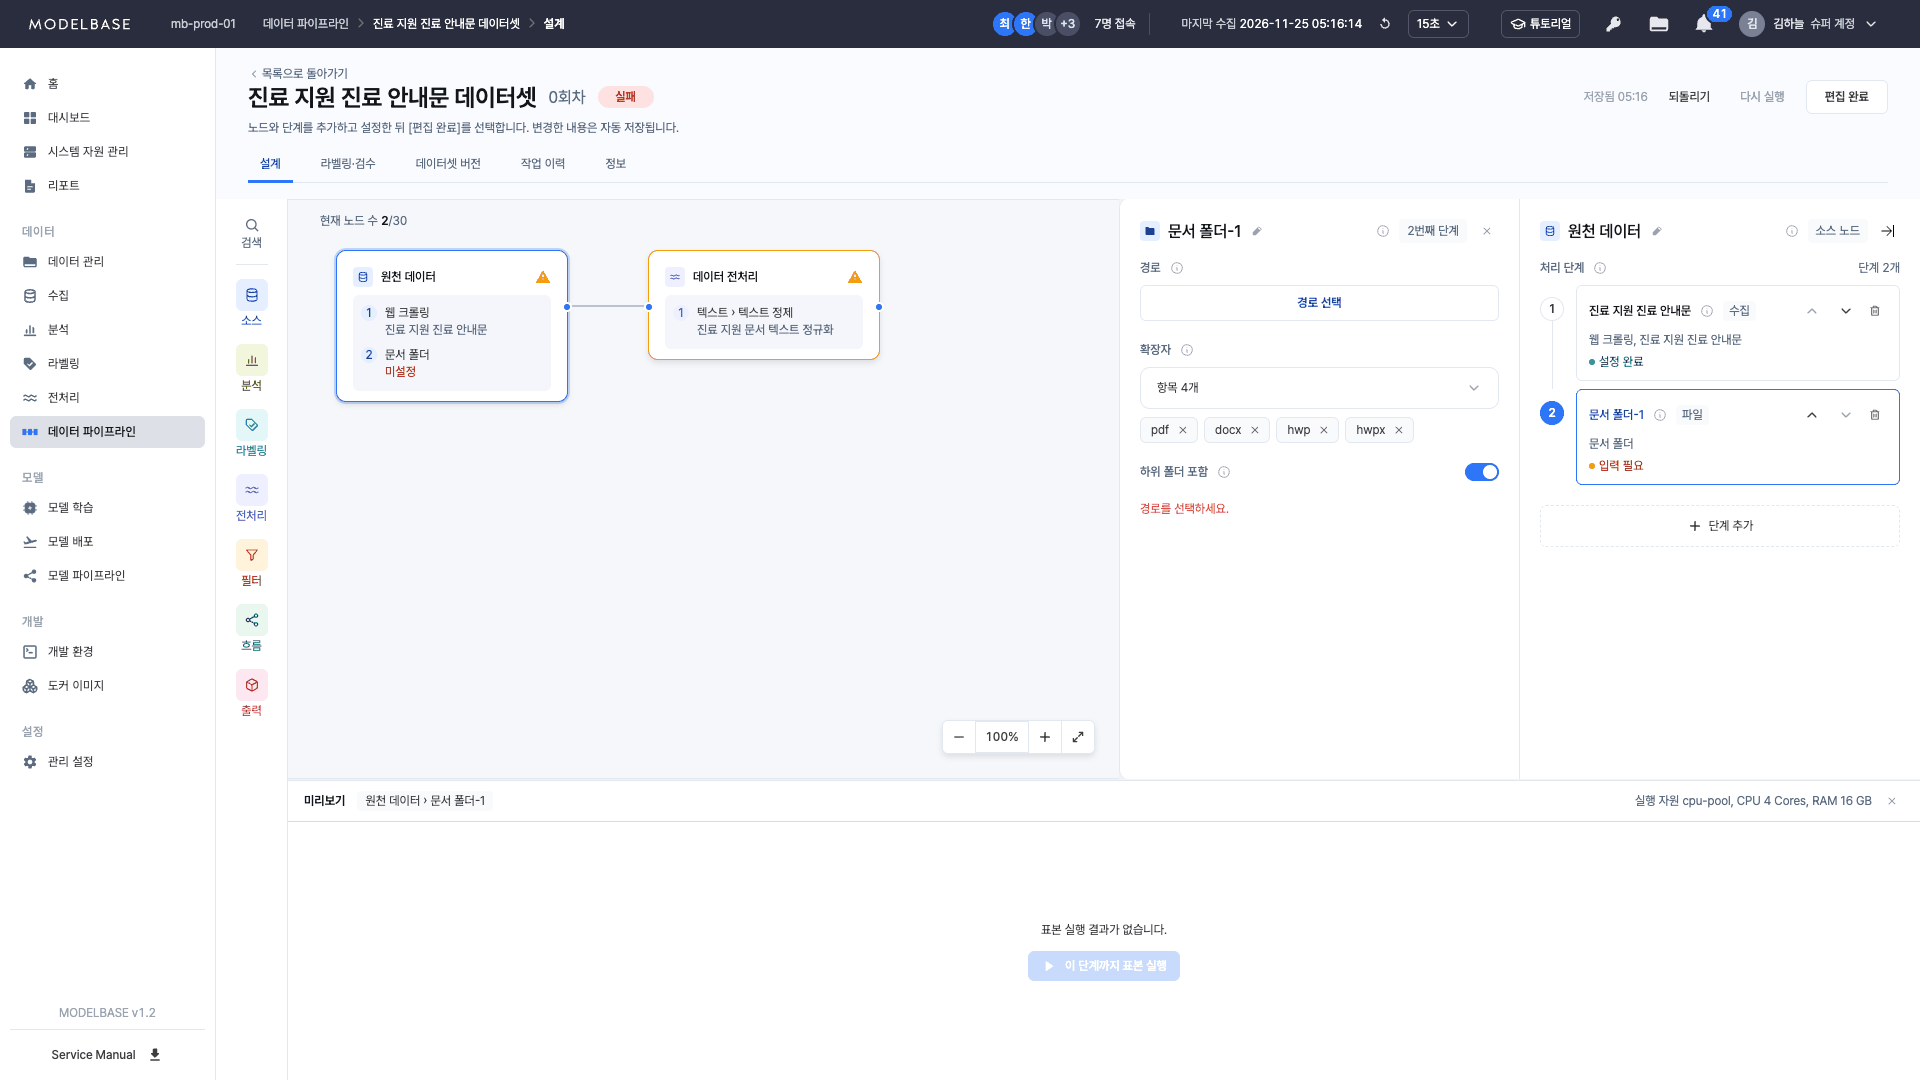 MODELBASE
mb-prod-01
데이터 파이프라인
진료 지원 진료 안내문 데이터셋
설계
최 한 박 +3
7명 접속
마지막 수집 2026-11-25 05:16:14
15초
튜토리얼
41
김
김하늘 슈퍼 계정
홈
대시보드
시스템 자원 관리
리포트
데이터
데이터 관리
수집
분석
라벨링
전처리
데이터 파이프라인
모델
모델 학습
모델 배포
모델 파이프라인
개발
개발 환경
도커 이미지
설정
관리 설정
MODELBASE v1.2
Service Manual
목록으로 돌아가기
진료 지원 진료 안내문 데이터셋 0회차 실패
노드와 단계를 추가하고 설정한 뒤 [편집 완료]를 선택합니다. 변경한 내용은 자동 저장됩니다.
저장됨 05:16
되돌리기
다시 실행
편집 완료
설계
라벨링·검수
데이터셋 버전
작업 이력
정보
검색
소스
분석
라벨링
전처리
필터
흐름
출력
현재 노드 수 2/30
원천 데이터
1 웹 크롤링
진료 지원 진료 안내문
2 문서 폴더
미설정
데이터 전처리
1 텍스트 › 텍스트 정제
진료 지원 문서 텍스트 정규화
100%
문서 폴더-1
2번째 단계
경로
경로 선택
확장자
항목 4개
pdf
docx
hwp
hwpx
하위 폴더 포함
경로를 선택하세요.
원천 데이터
소스 노드
처리 단계
단계 2개
1
진료 지원 진료 안내문
수집
웹 크롤링, 진료 지원 진료 안내문
설정 완료
2
문서 폴더-1
파일
문서 폴더
입력 필요
단계 추가
미리보기
원천 데이터 › 문서 폴더-1
실행 자원 cpu-pool, CPU 4 Cores, RAM 16 GB
표본 실행 결과가 없습니다.
이 단계까지 표본 실행